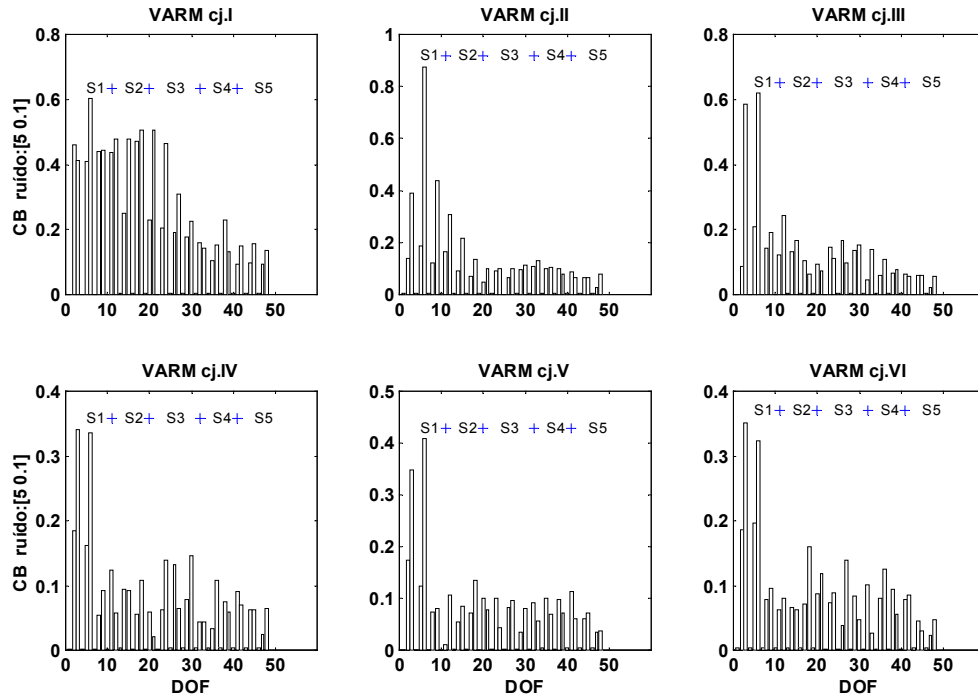 VARM cj.I
VARM cj.II
VARM cj.III
CB ruído:[5 0.1]
0.8
0.6
0.4
0.2
0
S1 S2 S3 S4 S5
0 10 20 30 40 50
1
0.8
0.6
0.4
0.2
0
S1 S2 S3 S4 S5
0 10 20 30 40 50
0.8
0.6
0.4
0.2
0
S1 S2 S3 S4 S5
0 10 20 30 40 50
VARM cj.IV
VARM cj.V
VARM cj.VI
CB ruído:[5 0.1]
0.4
0.3
0.2
0.1
0
S1 S2 S3 S4 S5
0 10 20 30 40 50
DOF
0.5
0.4
0.3
0.2
0.1
0
S1 S2 S3 S4 S5
0 10 20 30 40 50
DOF
0.4
0.3
0.2
0.1
0
S1 S2 S3 S4 S5
0 10 20 30 40 50
DOF